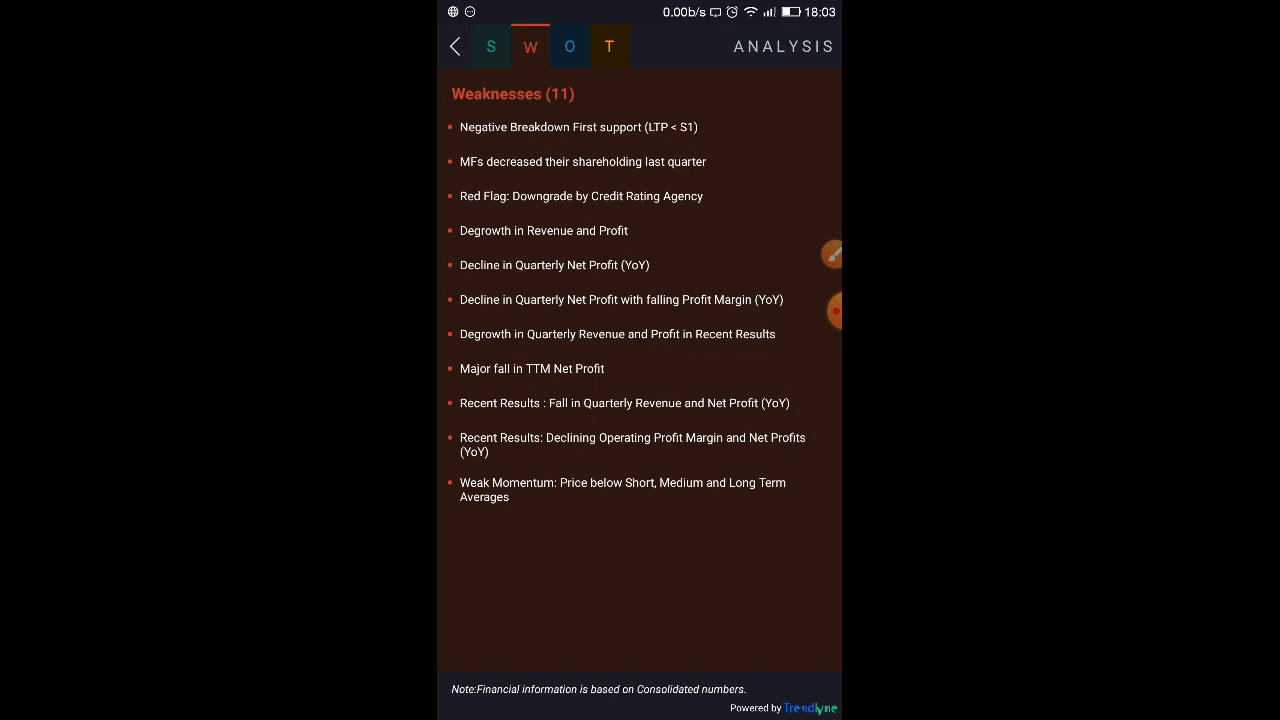 0.00b/s 18:03
S W O T ANALYSIS
Weaknesses (11)
Negative Breakdown First support (LTP < S1)
MFs decreased their shareholding last quarter
Red Flag: Downgrade by Credit Rating Agency
Degrowth in Revenue and Profit
Decline in Quarterly Net Profit (YoY)
Decline in Quarterly Net Profit with falling Profit Margin (YoY)
Degrowth in Quarterly Revenue and Profit in Recent Results
Major fall in TTM Net Profit
Recent Results : Fall in Quarterly Revenue and Net Profit (YoY)
Recent Results: Declining Operating Profit Margin and Net Profits
(YoY)
Weak Momentum: Price below Short, Medium and Long Term
Averages
Note:Financial information is based on Consolidated numbers.
Powered by Trendlyne